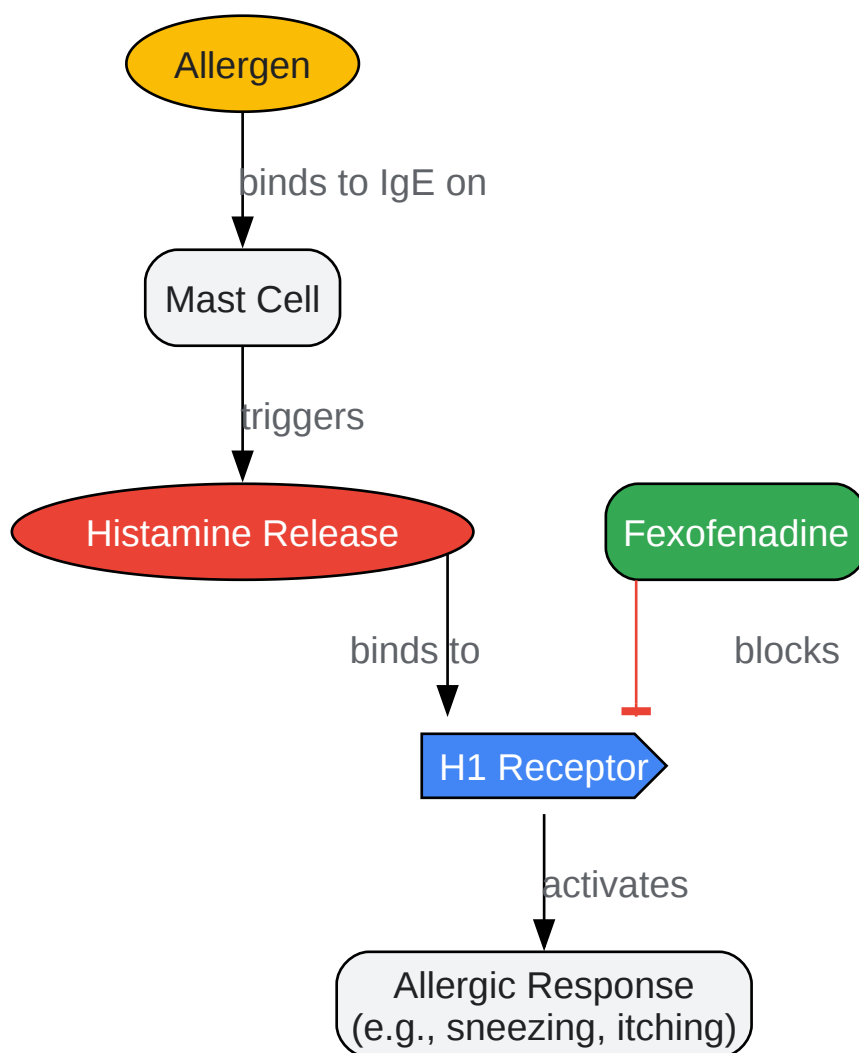 Allergen
binds to IgE on
Mast Cell
triggers
Histamine Release
Fexofenadine
binds to
blocks
H1 Receptor
activates
Allergic Response
(e.g., sneezing, itching)